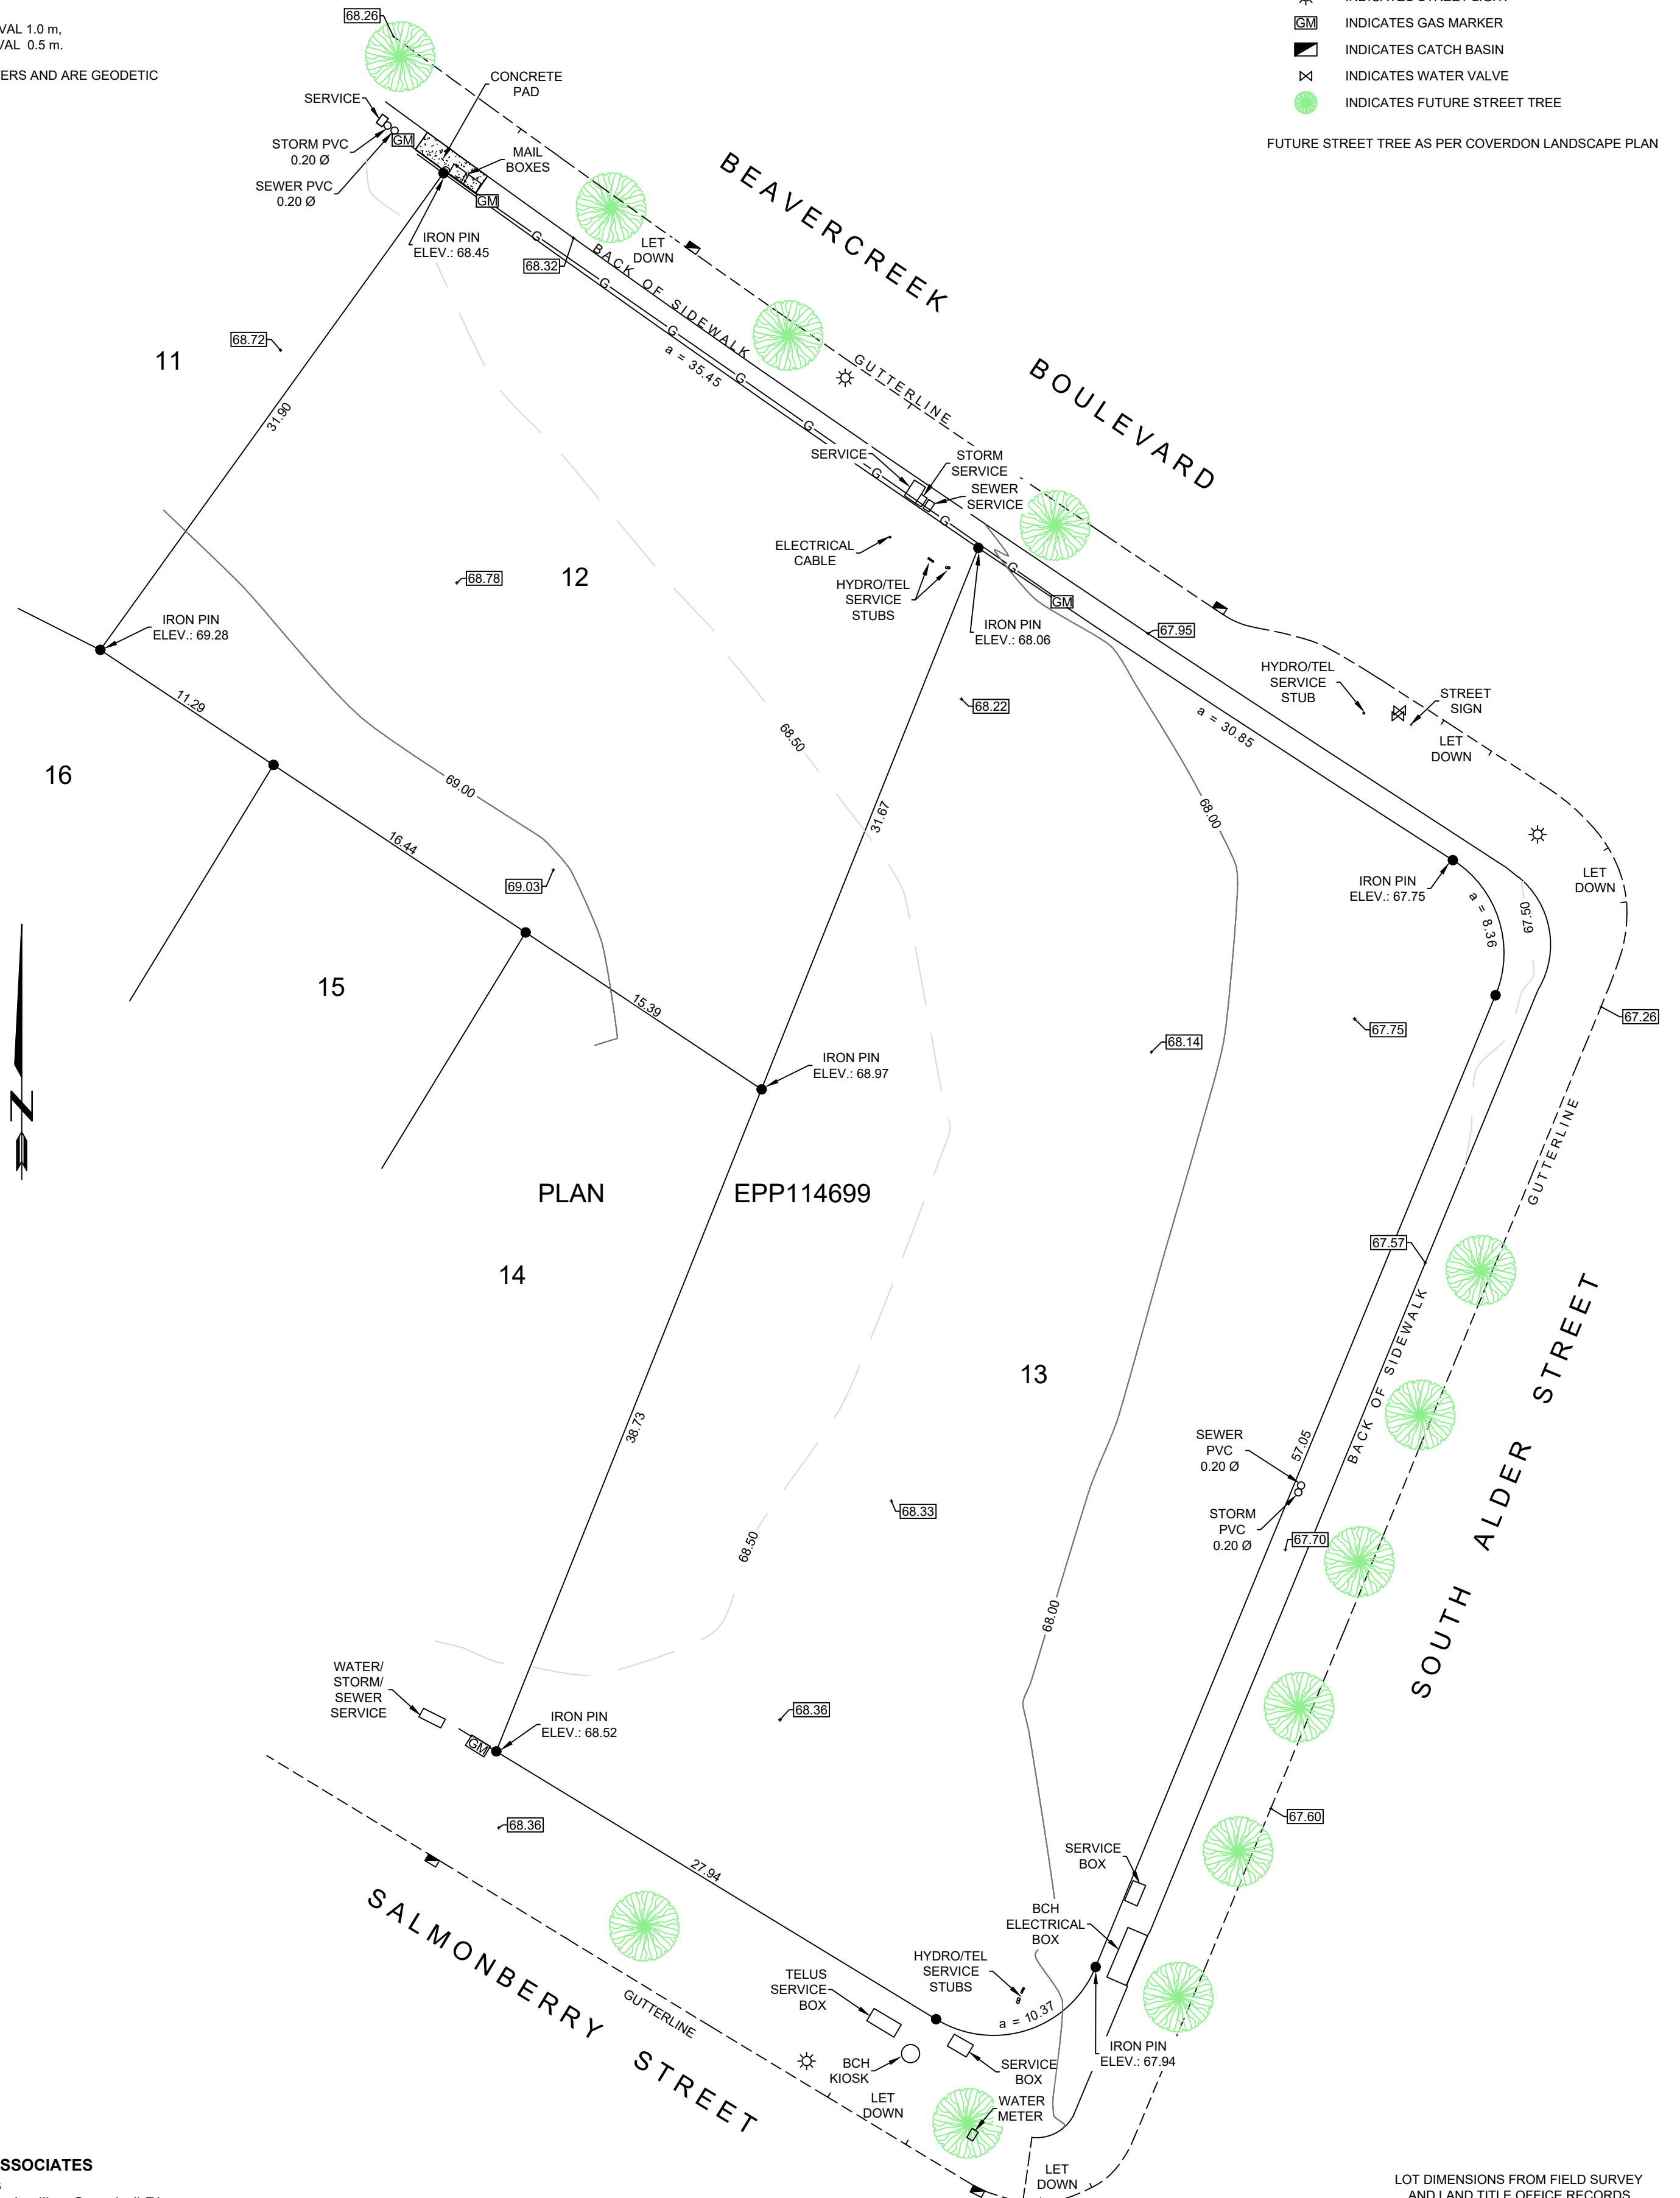 VAL 1.0 m,
VAL 0.5 m.
ERS AND ARE GEODETIC
GM INDICATES GAS MARKER
INDICATES CATCH BASIN
INDICATES WATER VALVE
INDICATES FUTURE STREET TREE
FUTURE STREET TREE AS PER COVERDON LANDSCAPE PLAN
68.26
CONCRETE
PAD
SERVICE
STORM PVC
0.20 Ø
GM
MAIL
BOXES
SEWER PVC
0.20 Ø
GM
IRON PIN
ELEV.: 68.45
68.32
LET
DOWN
BEAVERCREEK
BOULEVARD
BACK OF SIDEWALK
GUTTERLINE
G
G
G
G
G
G
G
G
a = 35.45
68.72
11
31.90
SERVICE
STORM
SERVICE
SEWER
SERVICE
ELECTRICAL
CABLE
HYDRO/TEL
SERVICE
STUBS
GM
IRON PIN
ELEV.: 68.06
67.95
68.78
12
IRON PIN
ELEV.: 69.28
HYDRO/TEL
SERVICE
STUB
STREET
SIGN
LET
DOWN
68.22
a = 30.85
11.29
68.50
16
69.00
68.00
31.67
16.44
69.03
IRON PIN
ELEV.: 67.75
LET
DOWN
a = 8.36
67.50
15
15.39
67.26
67.75
68.14
IRON PIN
ELEV.: 68.97
N
GUTTERLINE
PLAN EPP114699
67.57
14
BACK OF SIDEWALK
SOUTH ALDER STREET
13
38.73
57.05
SEWER
PVC
0.20 Ø
STORM
PVC
0.20 Ø
67.70
68.33
68.50
68.00
WATER/
STORM/
SEWER
SERVICE
GM
IRON PIN
ELEV.: 68.52
68.36
68.36
67.60
27.94
SERVICE
BOX
BCH
ELECTRICAL
BOX
SALMONBERRY STREET
GUTTERLINE
HYDRO/TEL
SERVICE
STUBS
TELUS
SERVICE
BOX
a = 10.37
IRON PIN
ELEV.: 67.94
BCH
KIOSK
SERVICE
BOX
LET
DOWN
WATER
METER
LET
DOWN
SSOCIATES
LOT DIMENSIONS FROM FIELD SURVEY
AND LAND TITLE OFFICE RECORDS